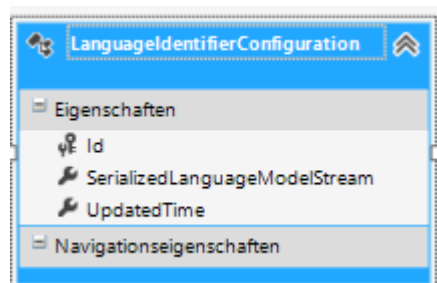 LanguageIdentifierConfiguration
Eigenschaften
Id
SerializedLanguageModelStream
UpdatedTime
Navigationseigenschaften